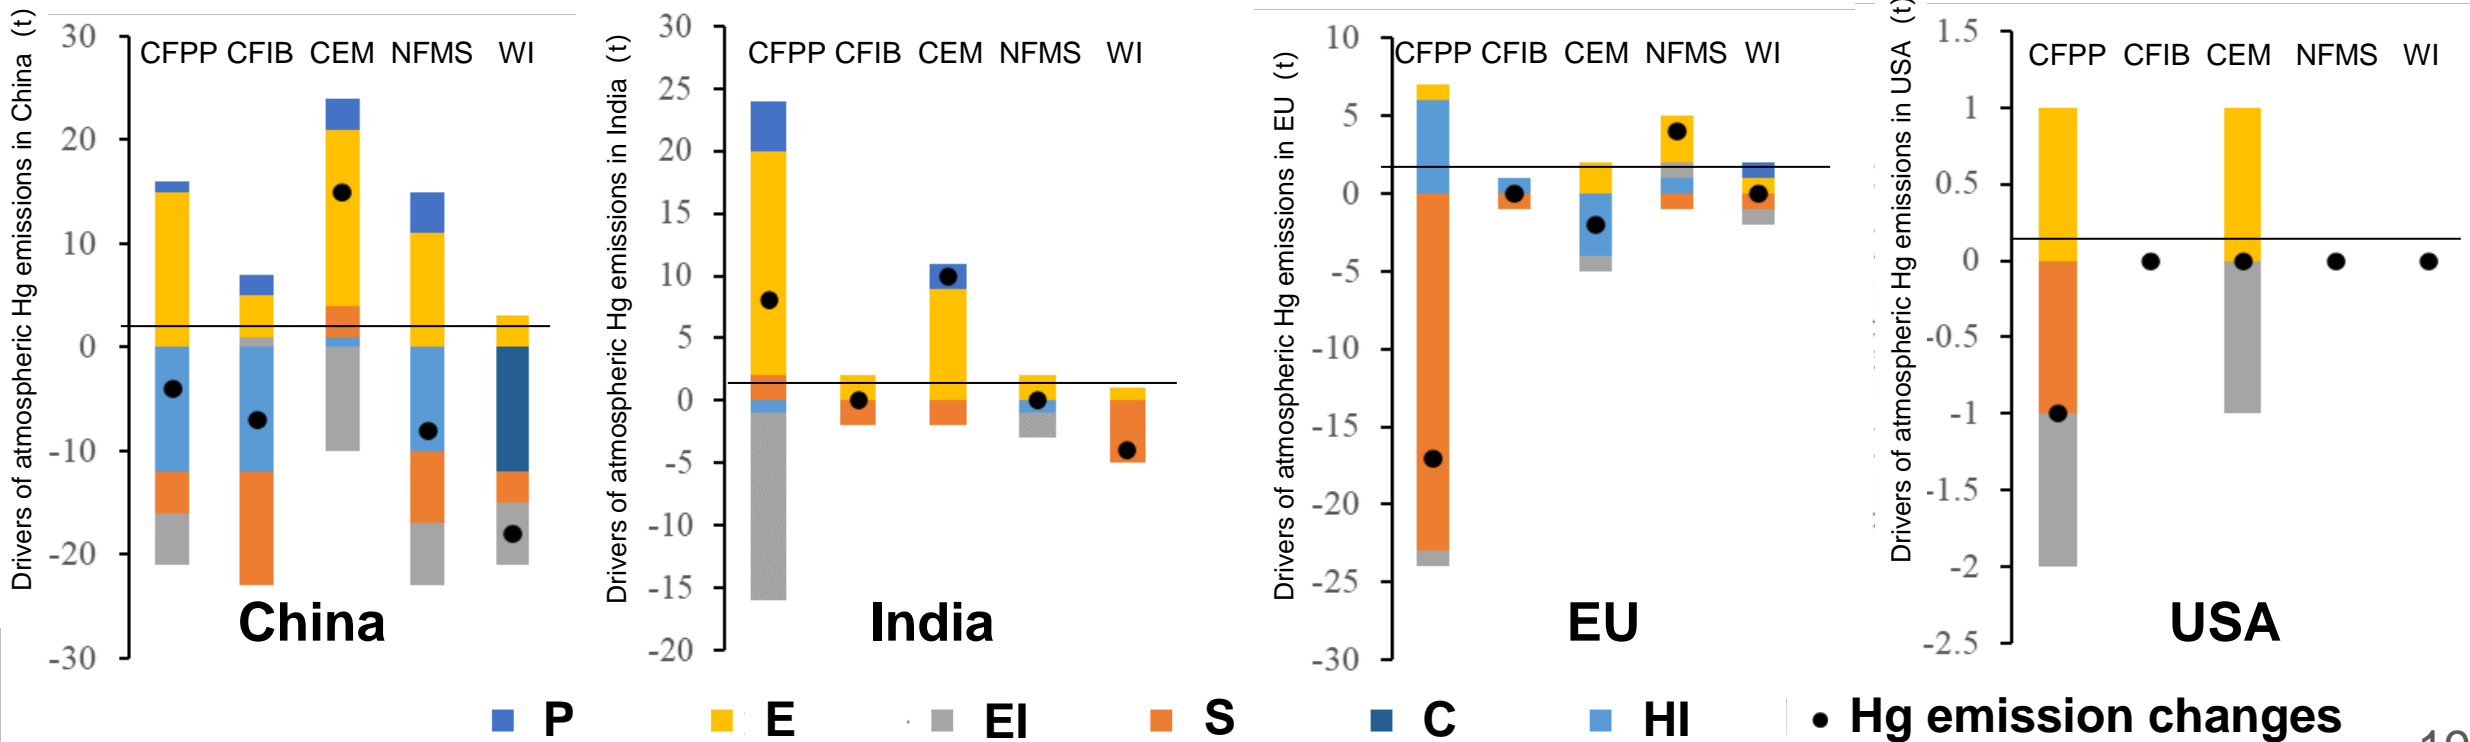 Drivers of atmospheric Hg emissions in China (t)
30
20
10
0
-10
-20
-30
CFPP CFIB CEM NFMS WI
China
Drivers of atmospheric Hg emissions in India (t)
30
25
20
15
10
5
0
-5
-10
-15
-20
CFPP CFIB CEM NFMS WI
India
Drivers of atmospheric Hg emissions in EU (t)
10
5
0
-5
-10
-15
-20
-25
-30
CFPP CFIB CEM NFMS WI
EU
Drivers of atmospheric Hg emissions in USA (t)
1.5
1
0.5
0
-0.5
-1
-1.5
-2
-2.5
CFPP CFIB CEM NFMS WI
USA
P E EI S C HI Hg emission changes